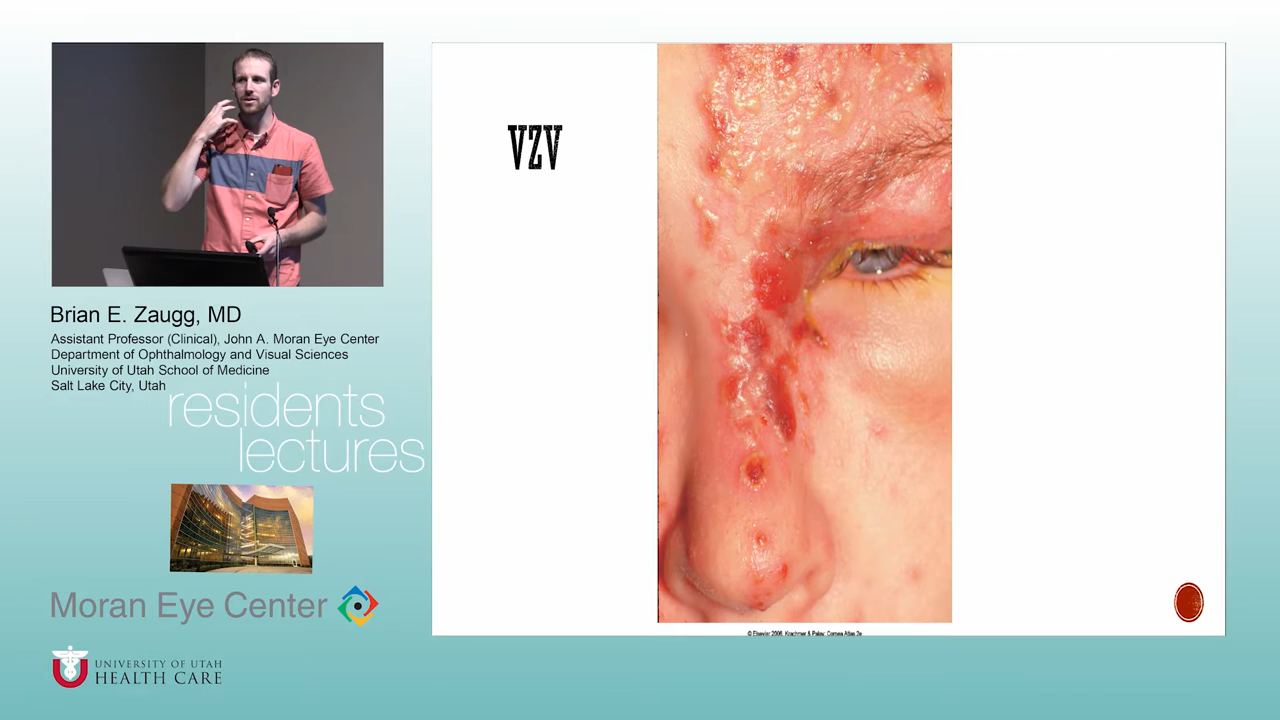 VZV
Brian E. Zaugg, MD
Assistant Professor (Clinical), John A. Moran Eye Center
Department of Ophthalmology and Visual Sciences
University of Utah School of Medicine
Salt Lake City, Utah
residents
lectures
Moran Eye Center
UNIVERSITY OF UTAH
HEALTH CARE
© Elsevier 2008. Krachmer & Palay: Cornea Atlas 2e